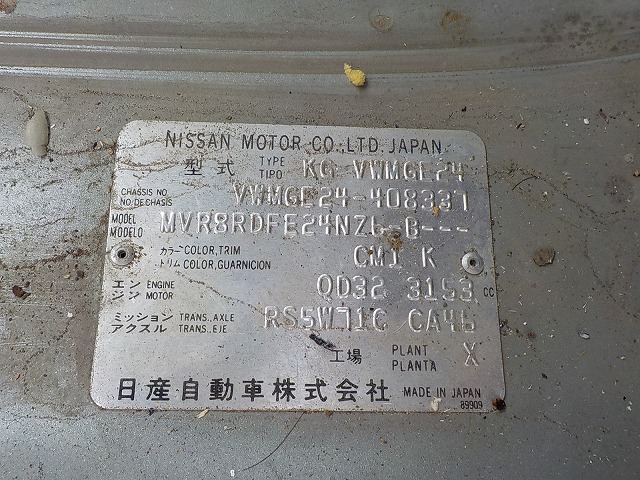 NISSAN MOTOR CO.,LTD. JAPAN
型式 TYPE TIPO KG VWMGE24
CHASSIS NO. NO. DE CHASIS VWMGE24-408337
MODEL MODELO MVR8RDFE24NZL-B---
カラー COLOR,TRIM
トリム COLOR,GUARNICION CM1 K
エンジン ENGINE MOTOR QD32 3153 CC
ミッション TRANS.,AXLE
アクスル TRANS.,EJE RS5W71C CA46
工場 PLANT PLANTA X
日産自動車株式会社 MADE IN JAPAN
89909